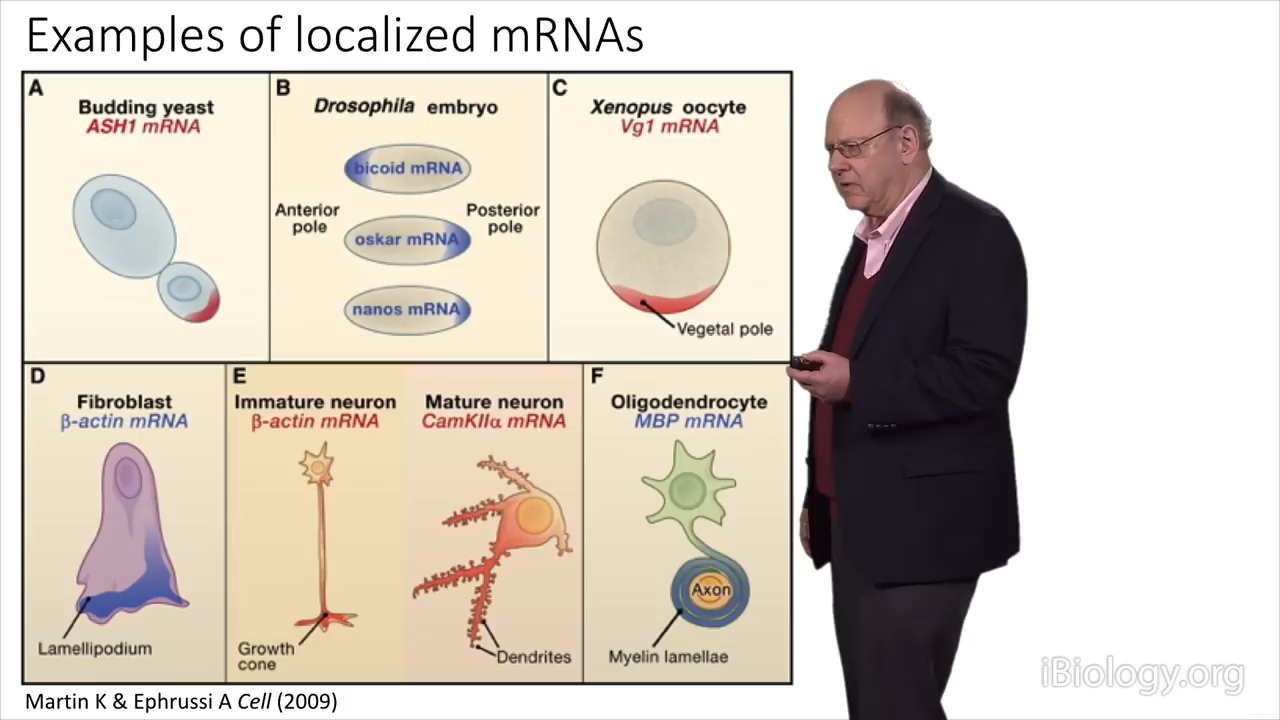 Examples of localized mRNAs
A
Budding yeast
ASH1 mRNA
B
Drosophila embryo
bicoid mRNA
Anterior
pole
Posterior
pole
oskar mRNA
nanos mRNA
C
Xenopus oocyte
Vg1 mRNA
Vegetal pole
D
Fibroblast
β-actin mRNA
Lamellipodium
E
Immature neuron
β-actin mRNA
Growth
cone
Mature neuron
CamKIIα mRNA
Dendrites
F
Oligodendrocyte
MBP mRNA
Axon
Myelin lamellae
Martin K & Ephrussi A Cell (2009)
iBiology.org